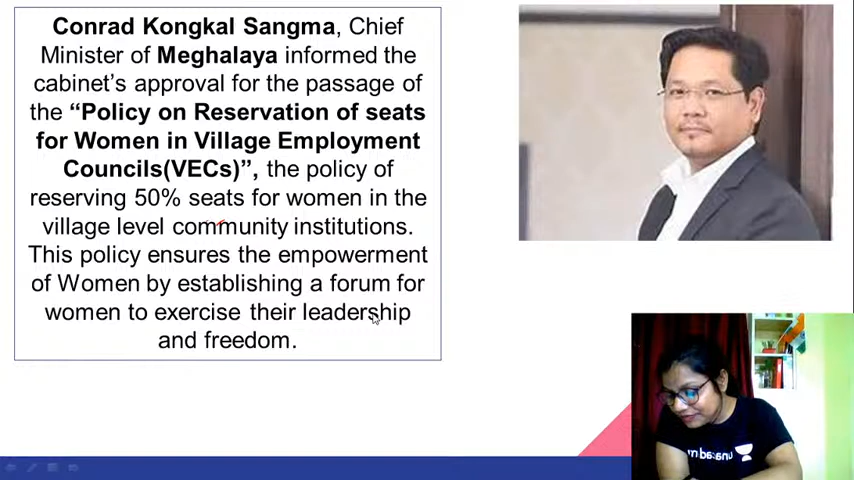 Conrad Kongkal Sangma, Chief
Minister of Meghalaya informed the
cabinet’s approval for the passage of
the “Policy on Reservation of seats
for Women in Village Employment
Councils(VECs)”, the policy of
reserving 50% seats for women in the
village level community institutions.
This policy ensures the empowerment
of Women by establishing a forum for
women to exercise their leadership
and freedom.